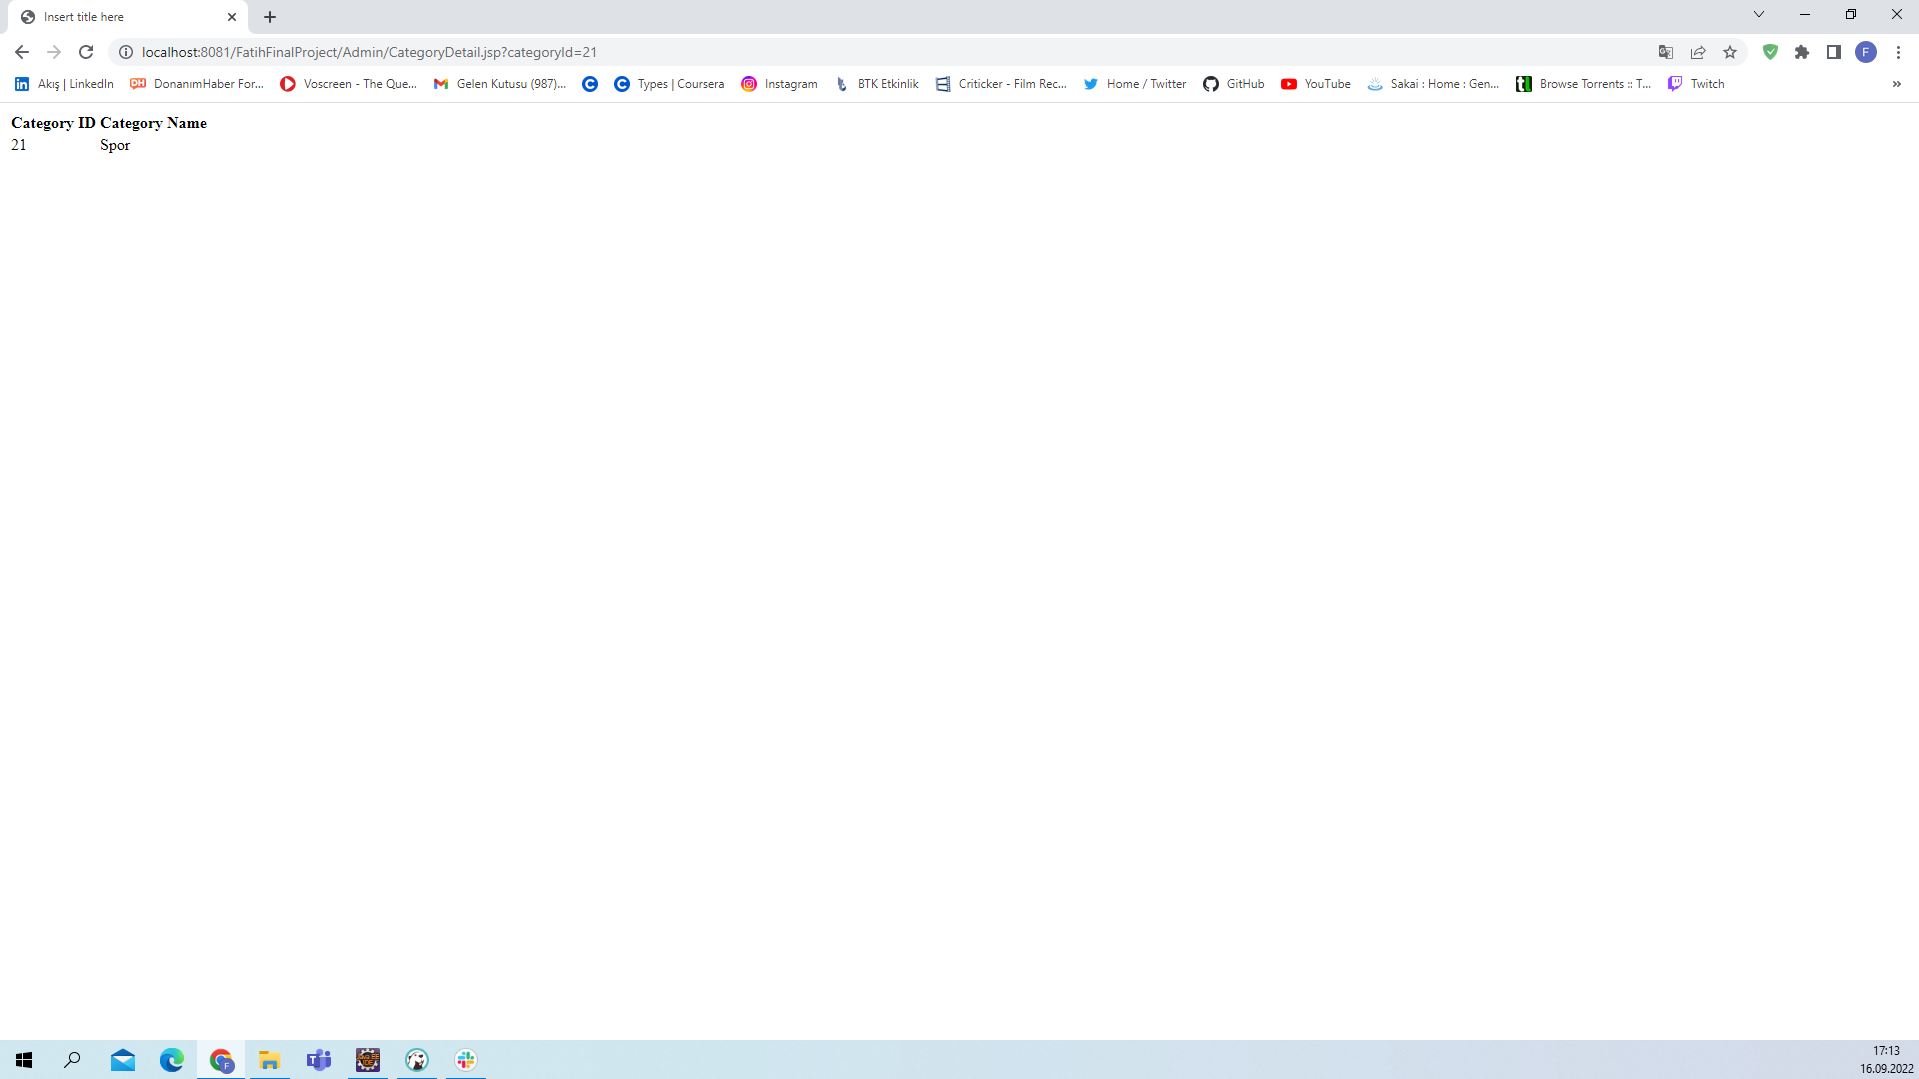 Insert title here
localhost:8081/FatihFinalProject/Admin/CategoryDetail.jsp?categoryId=21
F
Akış | LinkedIn DonanımHaber For... Voscreen - The Que... Gelen Kutusu (987)... Types | Coursera Instagram BTK Etkinlik Criticker - Film Rec... Home / Twitter GitHub YouTube Sakai : Home : Gen... Browse Torrents :: T... Twitch »
Category ID Category Name
21 Spor
17:13
16.09.2022